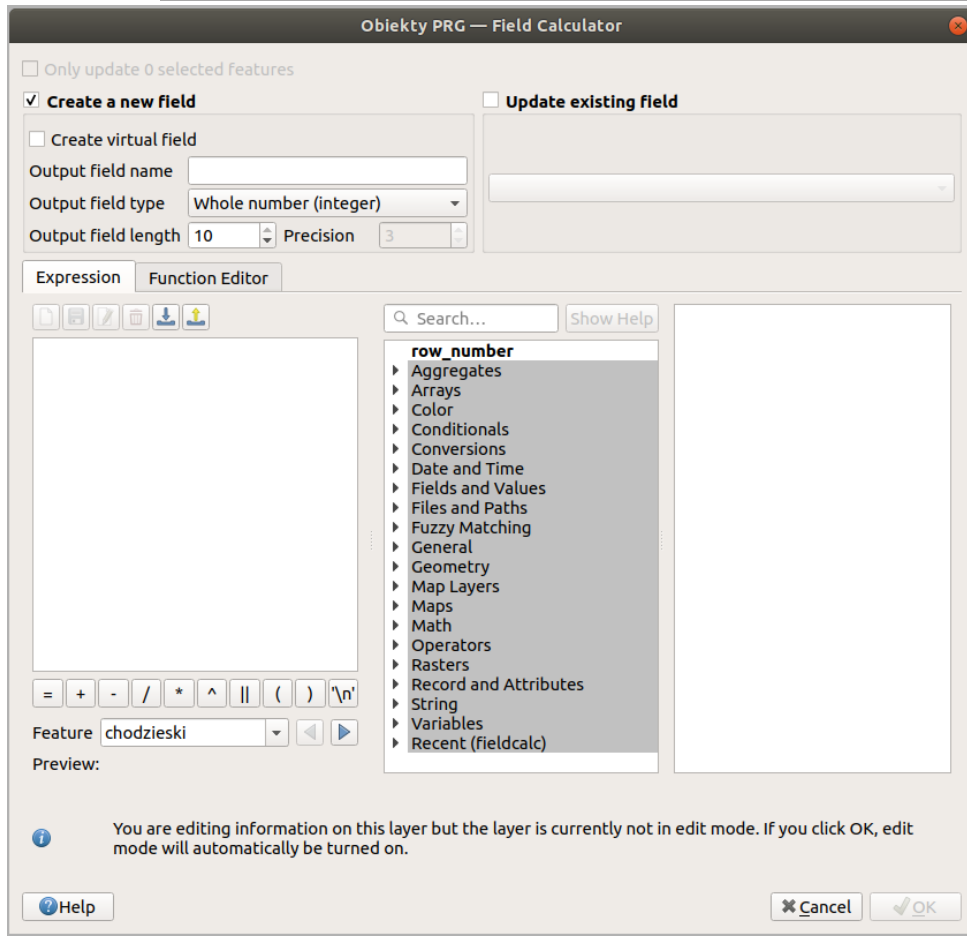 Obiekty PRG — Field Calculator
Only update 0 selected features
Create a new field
Update existing field
Create virtual field
Output field name
Output field type Whole number (integer)
Output field length 10 Precision 3
Expression Function Editor
Search... Show Help
row_number
Aggregates
Arrays
Color
Conditionals
Conversions
Date and Time
Fields and Values
Files and Paths
Fuzzy Matching
General
Geometry
Map Layers
Maps
Math
Operators
Rasters
Record and Attributes
String
Variables
Recent (fieldcalc)
= + - / * ^ || ( ) '\n'
Feature chodzieski
Preview:
You are editing information on this layer but the layer is currently not in edit mode. If you click OK, edit
mode will automatically be turned on.
Help Cancel OK